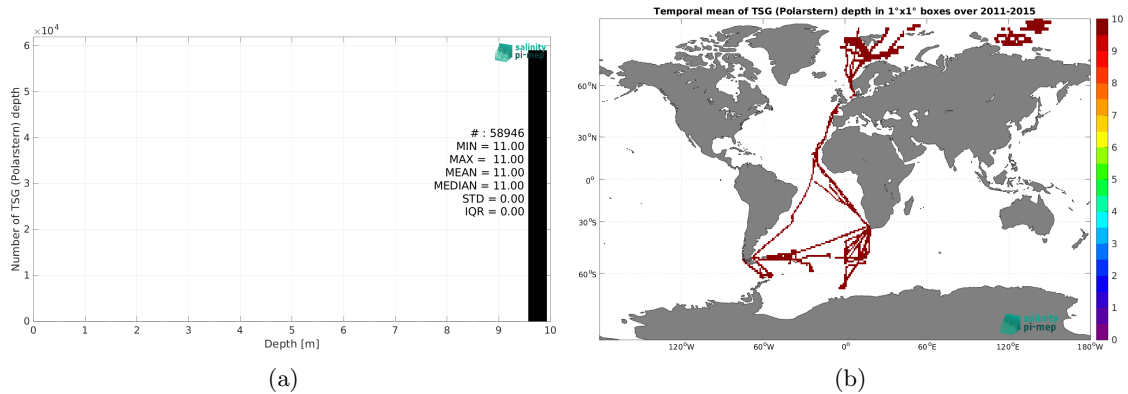 ×10⁴
6
5
4
3
2
1
0
Number of TSG (Polarstern) depth
salinity
pi-mep
# : 58946
MIN = 11.00
MAX = 11.00
MEAN = 11.00
MEDIAN = 11.00
STD = 0.00
IQR = 0.00
0 1 2 3 4 5 6 7 8 9 10
Depth [m]
(a)
Temporal mean of TSG (Polarstern) depth in 1°x1° boxes over 2011-2015
60°N
30°N
0°
30°S
60°S
120°W 60°W 0° 60°E 120°E 180°W
salinity
pi-mep
10
9
8
7
6
5
4
3
2
1
0
(b)